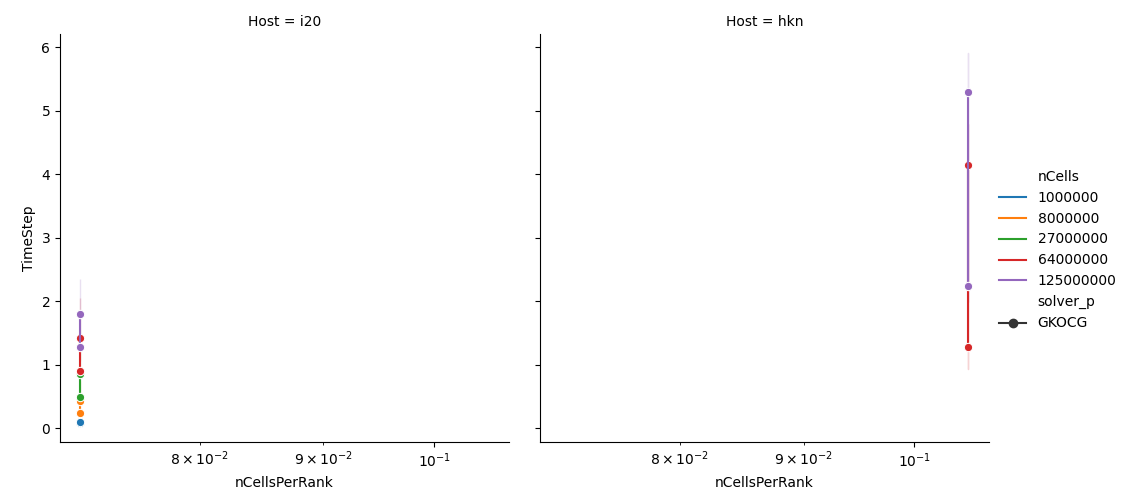 Host = i20
Host = hkn
6
5
4
3
2
1
0
TimeStep
8 × 10⁻²
9 × 10⁻²
10⁻¹
nCellsPerRank
8 × 10⁻²
9 × 10⁻²
10⁻¹
nCellsPerRank
nCells
1000000
8000000
27000000
64000000
125000000
solver_p
GKOCG